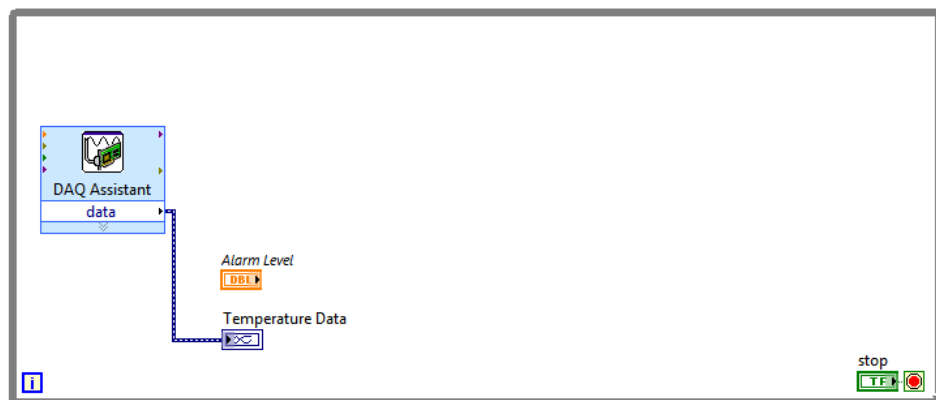 DAQ Assistant
data
Alarm Level
DBL
Temperature Data
stop
TF
i